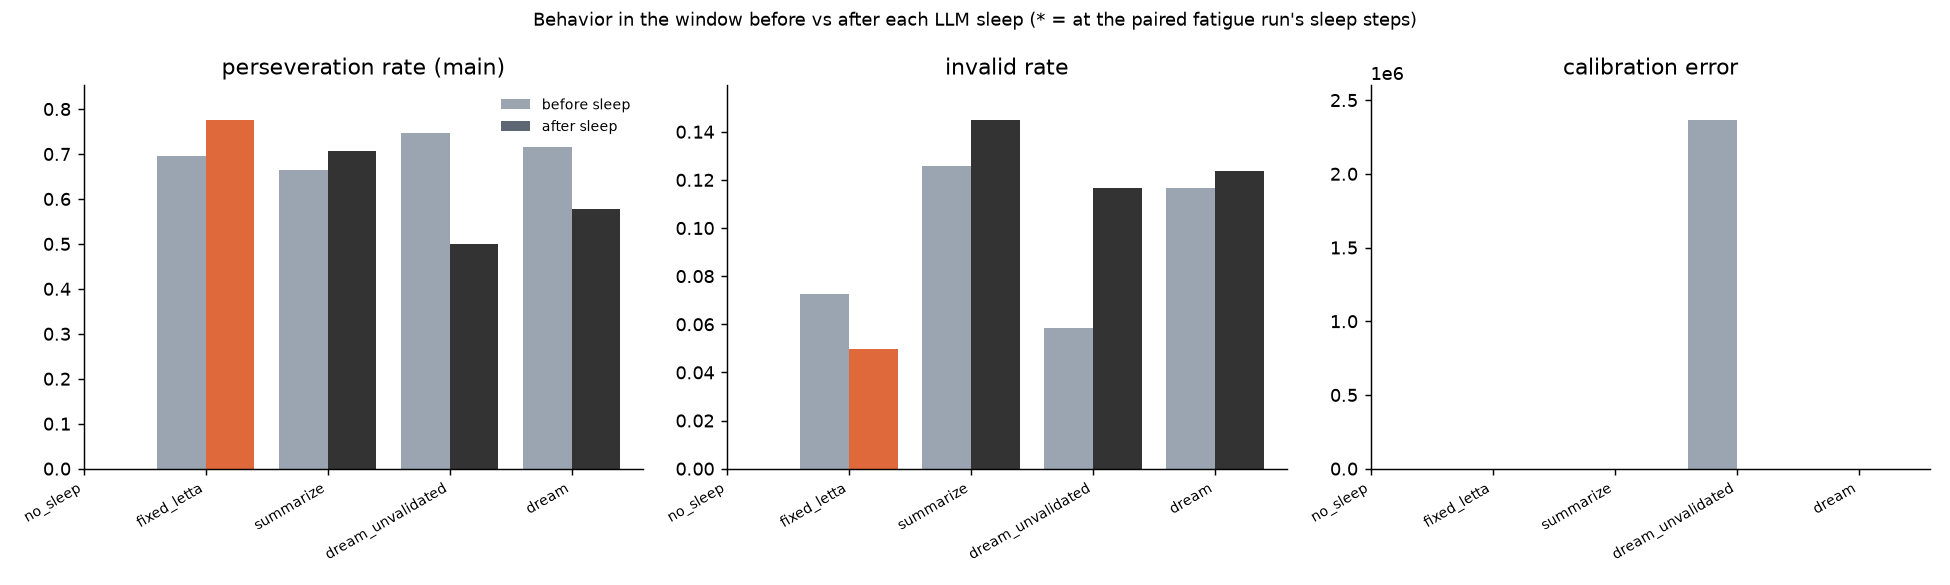 Behavior in the window before vs after each LLM sleep (* = at the paired fatigue run's sleep steps)
perseveration rate (main)
before sleep
after sleep
0.8
0.7
0.6
0.5
0.4
0.3
0.2
0.1
0.0
no_sleep
fixed_letta
summarize
dream_unvalidated
dream
invalid rate
0.14
0.12
0.10
0.08
0.06
0.04
0.02
0.00
no_sleep
fixed_letta
summarize
dream_unvalidated
dream
calibration error
1e6
2.5
2.0
1.5
1.0
0.5
0.0
no_sleep
fixed_letta
summarize
dream_unvalidated
dream